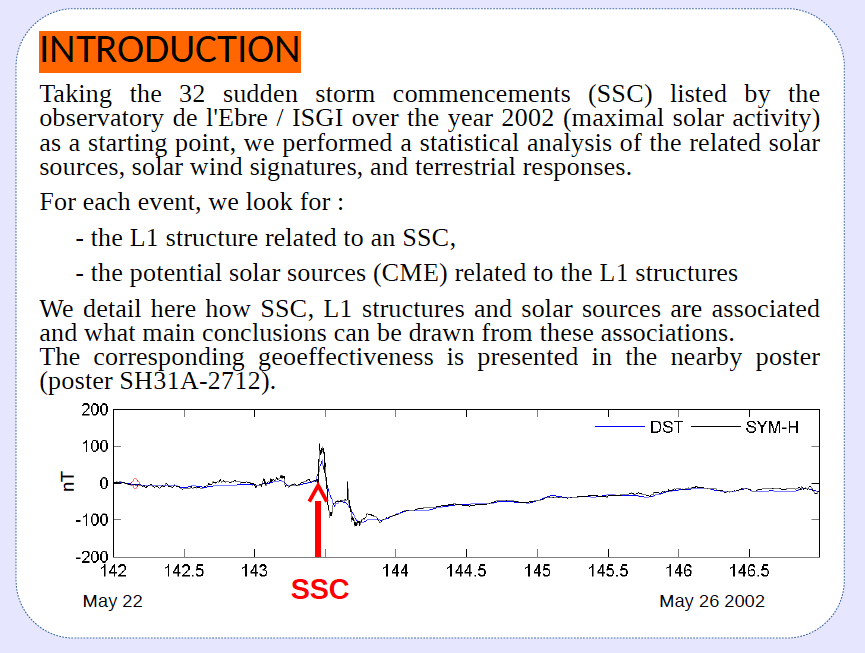 INTRODUCTION
Taking the 32 sudden storm commencements (SSC) listed by the
observatory de l'Ebre / ISGI over the year 2002 (maximal solar activity)
as a starting point, we performed a statistical analysis of the related solar
sources, solar wind signatures, and terrestrial responses.
For each event, we look for :
- the L1 structure related to an SSC,
- the potential solar sources (CME) related to the L1 structures
We detail here how SSC, L1 structures and solar sources are associated
and what main conclusions can be drawn from these associations.
The corresponding geoeffectiveness is presented in the nearby poster
(poster SH31A-2712).
200
DST SYM-H
100
nT
0
-100
-200
142 142.5 143 144 144.5 145 145.5 146 146.5
SSC
May 22 May 26 2002